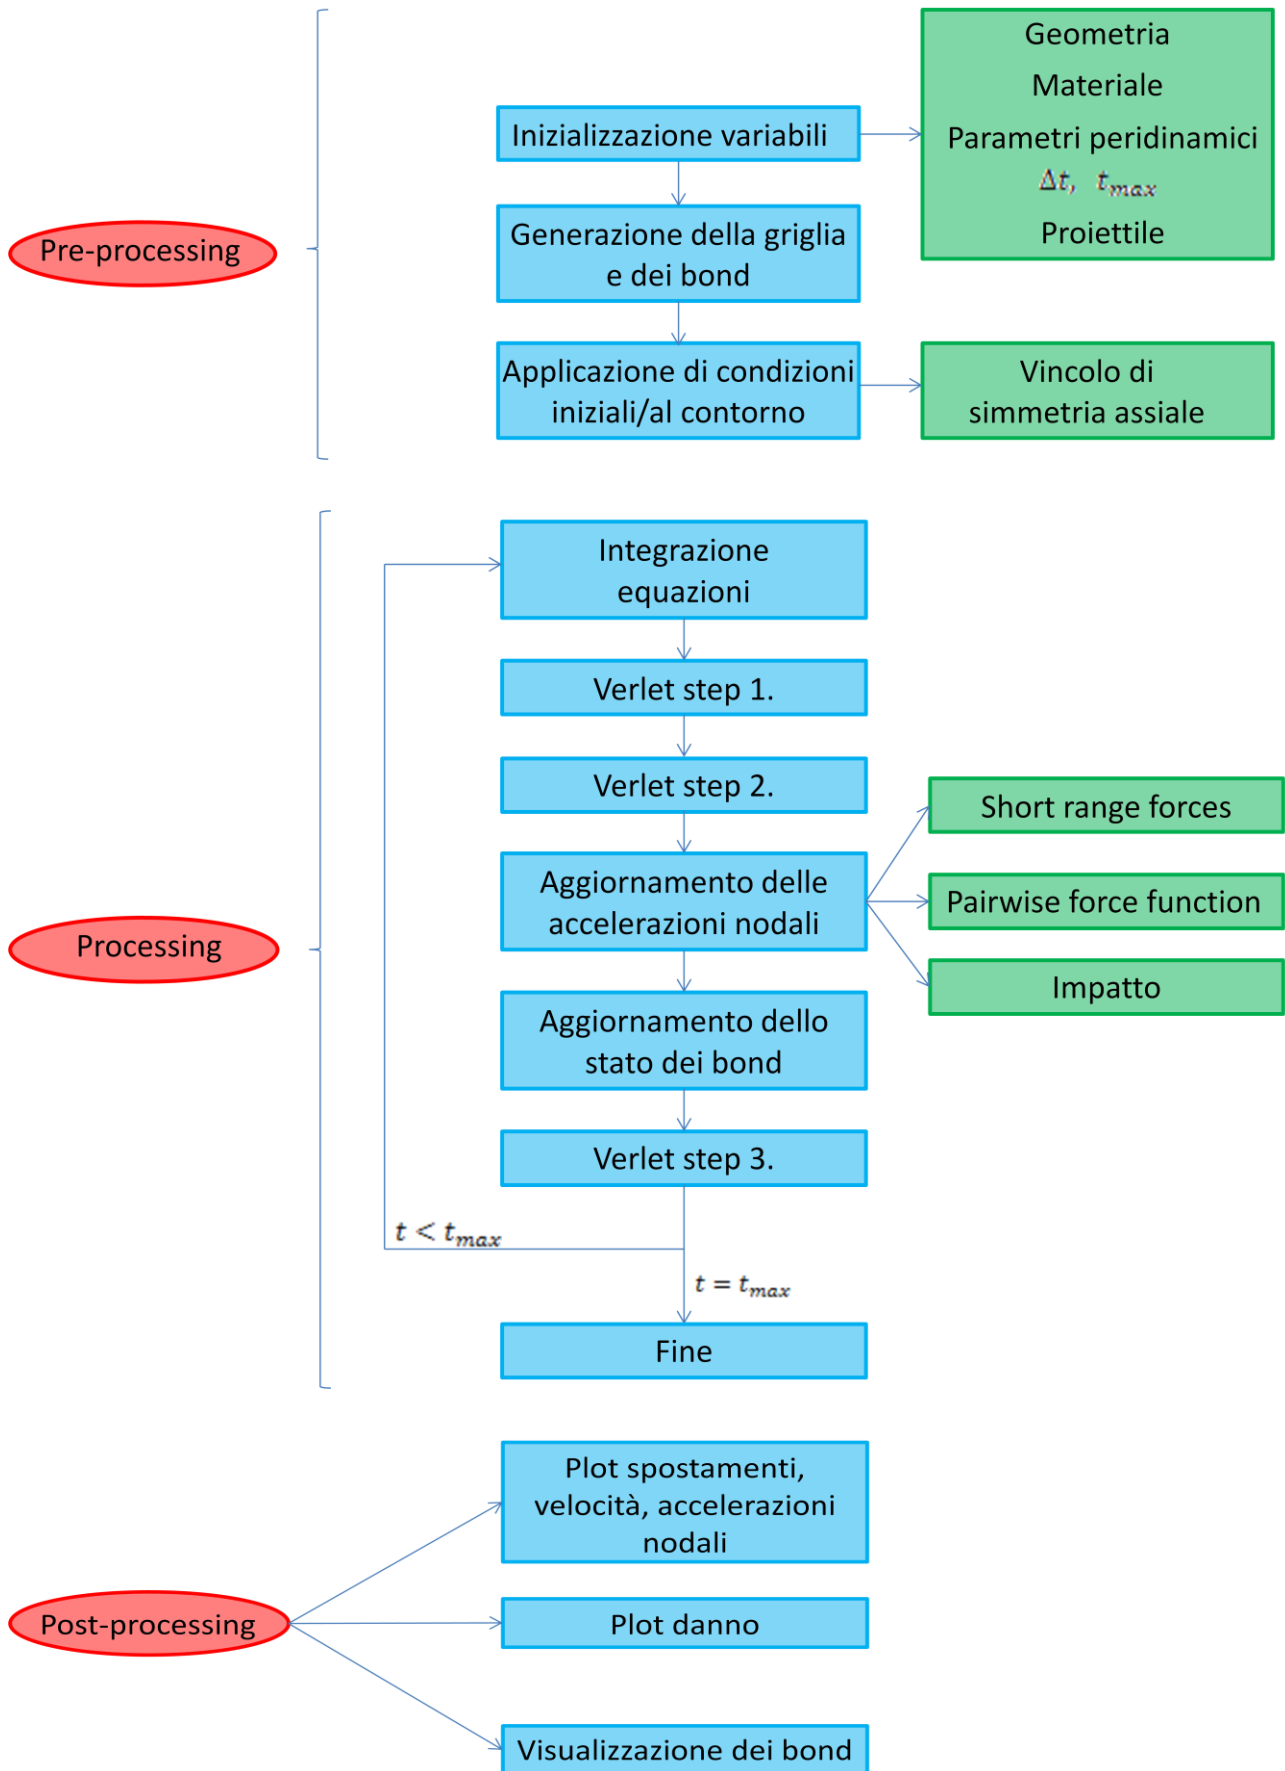 Pre-processing
Inizializzazione variabili
Geometria
Materiale
Parametri peridinamici
Δt, t_max
Proiettile
Generazione della griglia
e dei bond
Applicazione di condizioni
iniziali/al contorno
Vincolo di
simmetria assiale
Processing
Integrazione
equazioni
Verlet step 1.
Verlet step 2.
Aggiornamento delle
accelerazioni nodali
Short range forces
Pairwise force function
Impatto
Aggiornamento dello
stato dei bond
Verlet step 3.
t < t_max
t = t_max
Fine
Post-processing
Plot spostamenti,
velocità, accelerazioni
nodali
Plot danno
Visualizzazione dei bond